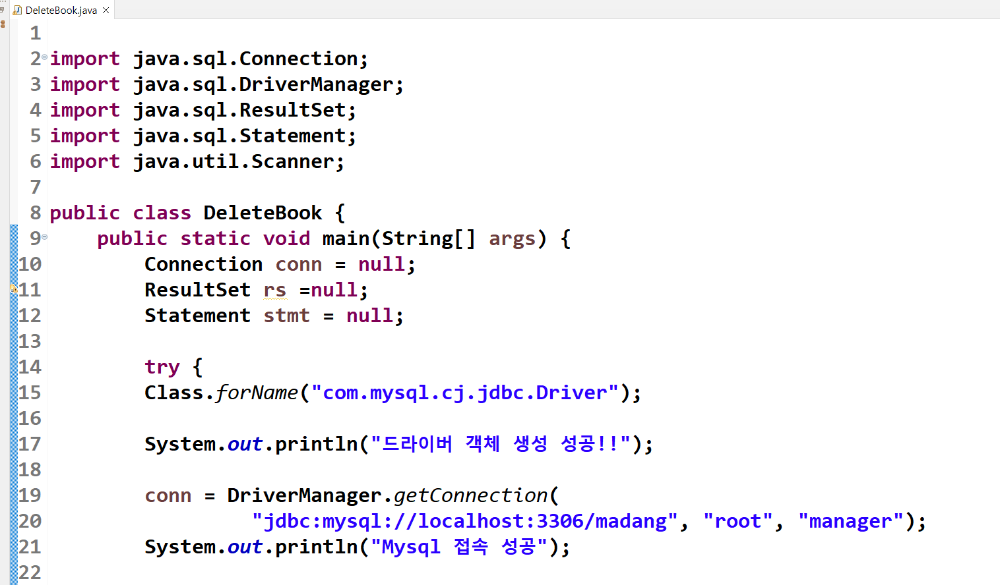 DeleteBook.java
1
2 import java.sql.Connection;
3 import java.sql.DriverManager;
4 import java.sql.ResultSet;
5 import java.sql.Statement;
6 import java.util.Scanner;
7
8 public class DeleteBook {
9     public static void main(String[] args) {
10         Connection conn = null;
11         ResultSet rs =null;
12         Statement stmt = null;
13
14         try {
15         Class.forName("com.mysql.cj.jdbc.Driver");
16
17         System.out.println("드라이버 객체 생성 성공!!");
18
19         conn = DriverManager.getConnection(
20                  "jdbc:mysql://localhost:3306/madang", "root", "manager");
21         System.out.println("Mysql 접속 성공");
22